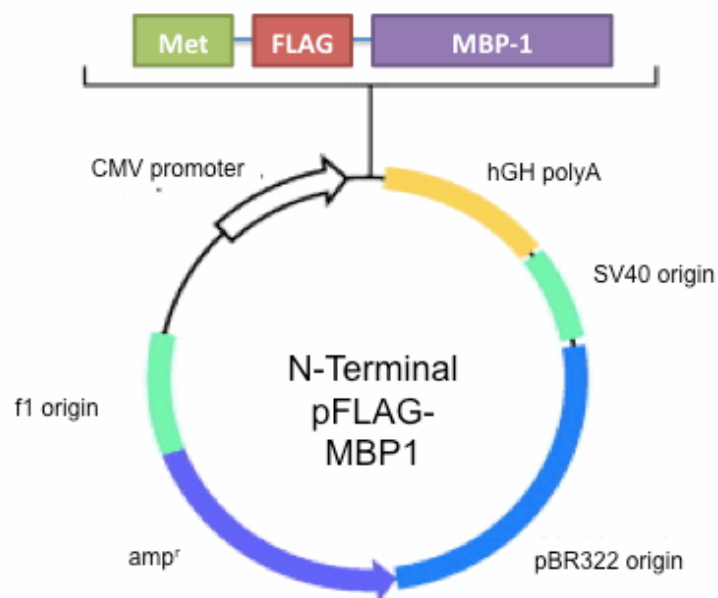 Met
FLAG
MBP-1
CMV promoter
hGH polyA
SV40 origin
N-Terminal
pFLAG-
MBP1
f1 origin
ampʳ
pBR322 origin